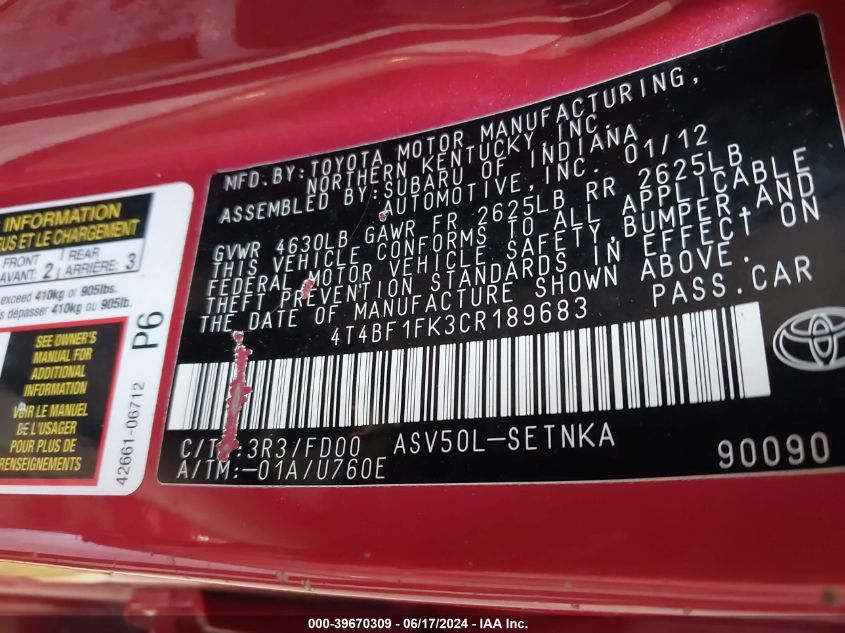 MFD.BY:TOYOTA MOTOR MANUFACTURING,
NORTHERN KENTUCKY INC.
ASSEMBLED BY:SUBARU OF INDIANA
AUTOMOTIVE,INC. 01/12
GVWR 4630LB GAWR FR 2625LB RR 2625LB
THIS VEHICLE CONFORMS TO ALL APPLICABLE
FEDERAL MOTOR VEHICLE SAFETY,BUMPER AND
THEFT PREVENTION STANDARDS IN EFFECT ON
THE DATE OF MANUFACTURE SHOWN ABOVE.
4T4BF1FK3CR189683 PASS.CAR
C/T :3R3/FD00 ASV50L-SETNKA
A/TM:-01A/U760E
90090
INFORMATION
US ET LE CHARGEMENT
FRONT REAR
AVANT: 2 ARRIÈRE: 3
exceed 410kg or 905lbs.
dépasser 410kg ou 905lb.
SEE OWNER'S
MANUAL FOR
ADDITIONAL
INFORMATION
VOIR LE MANUEL
DE L'USAGER
POUR PLUS DE
RENSEIGNEMENTS
P6
42661-06712
000-39670309 - 06/17/2024 - IAA Inc.